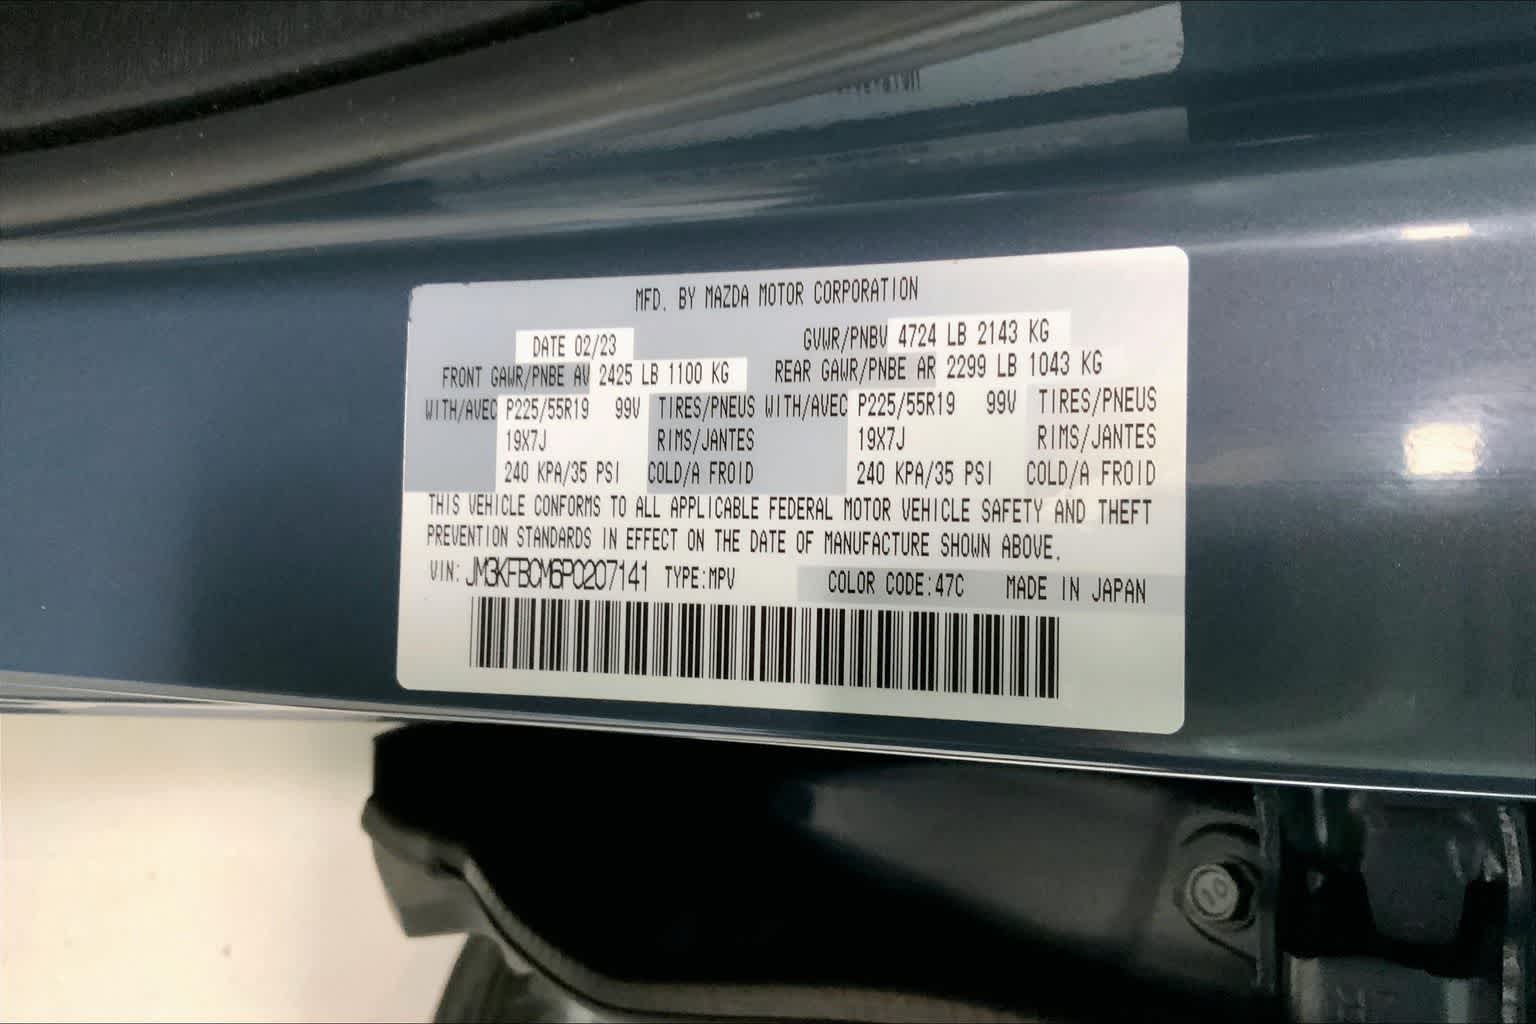 MFD. BY MAZDA MOTOR CORPORATION
DATE 02/23 GVWR/PNBV 4724 LB 2143 KG
FRONT GAWR/PNBE AV 2425 LB 1100 KG REAR GAWR/PNBE AR 2299 LB 1043 KG
WITH/AVEC P225/55R19 99V TIRES/PNEUS WITH/AVEC P225/55R19 99V TIRES/PNEUS
19X7J RIMS/JANTES 19X7J RIMS/JANTES
240 KPA/35 PSI COLD/A FROID 240 KPA/35 PSI COLD/A FROID
THIS VEHICLE CONFORMS TO ALL APPLICABLE FEDERAL MOTOR VEHICLE SAFETY AND THEFT
PREVENTION STANDARDS IN EFFECT ON THE DATE OF MANUFACTURE SHOWN ABOVE.
VIN: JM3KFBCM6P0207141 TYPE:MPV COLOR CODE:47C MADE IN JAPAN
10